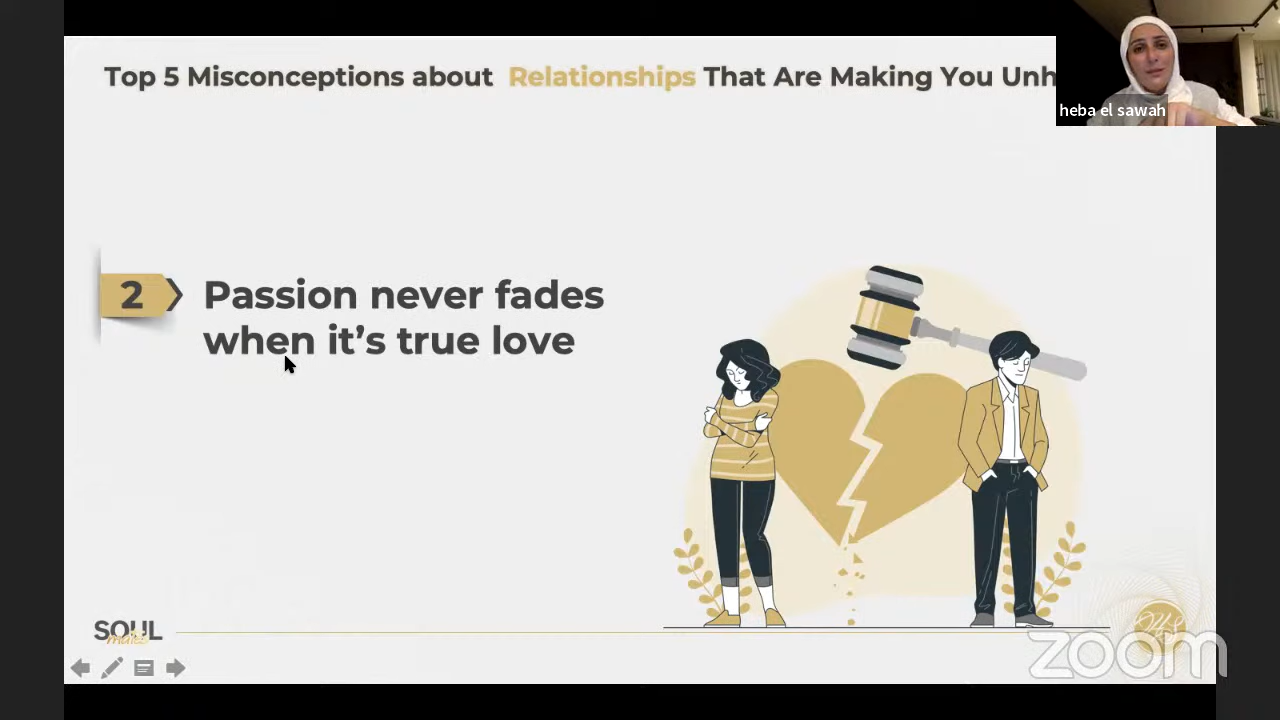 Top 5 Misconceptions about Relationships That Are Making You Unh
heba el sawah
2
Passion never fades
when it's true love
SOUL
mates
zoom